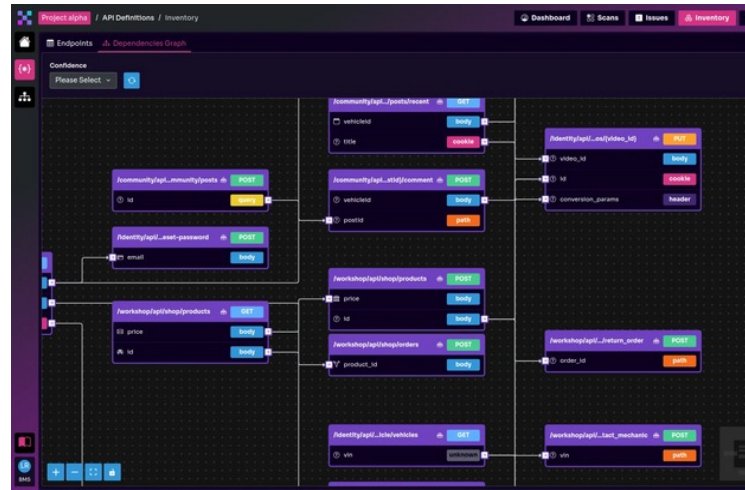 Project alpha / API Definitions / Inventory
Dashboard Scans Issues Inventory
Endpoints Dependencies Graph
Confidence
Please Select
/community/api.../posts/recent GET
vehicleid body
title cookie
/identity/api/...os/{video_id} PUT
video_id body
id cookie
conversion_params header
/community/api...mmunity/posts POST
id query
/community/api...stid}/comment POST
vehicleid body
postid path
/identity/api/...eset-password POST
email body
/workshop/api/shop/products POST
price body
id body
/workshop/api/shop/products GET
price body
id body
/workshop/api/shop/orders POST
product_id body
/workshop/api/.../return_order POST
order_id path
/identity/api/...icle/vehicles GET
vin unknown
/workshop/api/...tact_mechanic POST
vin path
LR
BMS